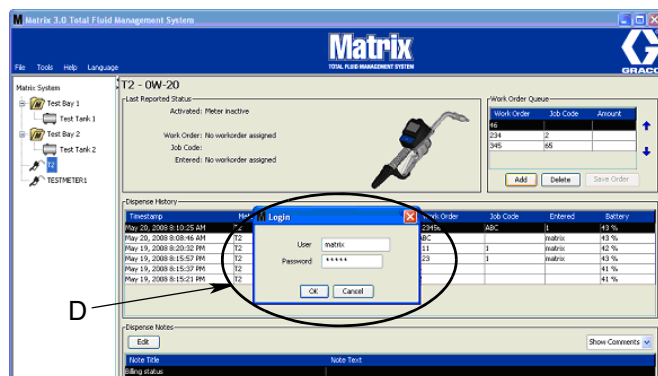 Matrix 3.0 Total Fluid Management System
Matrix
TOTAL FLUID MANAGEMENT SYSTEM
GRACO
File Tools Help Language
Matrix System
Test Bay 1
Test Tank 1
Test Bay 2
Test Tank 2
T2
TESTMETER1
T2 - 0W-20
Last Reported Status
Activated: Meter inactive
Work Order: No workorder assigned
Job Code:
Entered: No workorder assigned
Work Order Queue
Work Order Job Code Amount
46
234 2
345 65
Add Delete Save Order
Dispense History
Timestamp Work Order Job Code Entered Battery
May 20, 2008 8:10:25 AM T2 ABC 1 43 %
May 20, 2008 8:08:46 AM T2 ABC matrix 43 %
May 19, 2008 8:20:32 PM T2 11 1 matrix 42 %
May 19, 2008 8:15:57 PM T2 23 1 matrix 43 %
May 19, 2008 8:15:37 PM T2 41 %
May 19, 2008 8:15:21 PM T2 41 %
Login
User matrix
Password *****
OK Cancel
D
Dispense Notes
Edit Show Comments
Note Title Note Text
Billing status